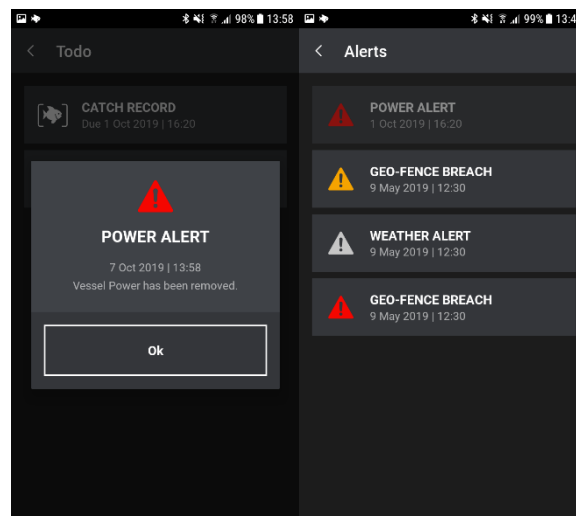 98% 13:58
Todo
CATCH RECORD
Due 1 Oct 2019 | 16:20
POWER ALERT
7 Oct 2019 | 13:58
Vessel Power has been removed.
Ok
99% 13:4
Alerts
POWER ALERT
1 Oct 2019 | 16:20
GEO-FENCE BREACH
9 May 2019 | 12:30
WEATHER ALERT
9 May 2019 | 12:30
GEO-FENCE BREACH
9 May 2019 | 12:30